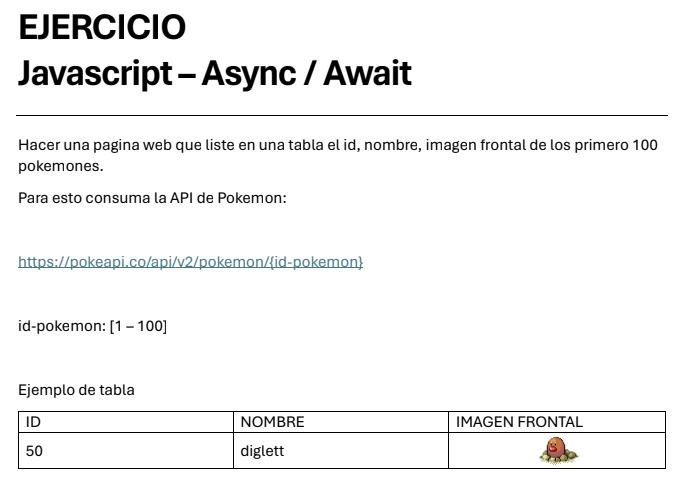 EJERCICIO
Javascript – Async / Await
Hacer una pagina web que liste en una tabla el id, nombre, imagen frontal de los primero 100
pokemones.
Para esto consuma la API de Pokemon:
https://pokeapi.co/api/v2/pokemon/{id-pokemon}
id-pokemon: [1 – 100]
Ejemplo de tabla
ID NOMBRE IMAGEN FRONTAL
50 diglett